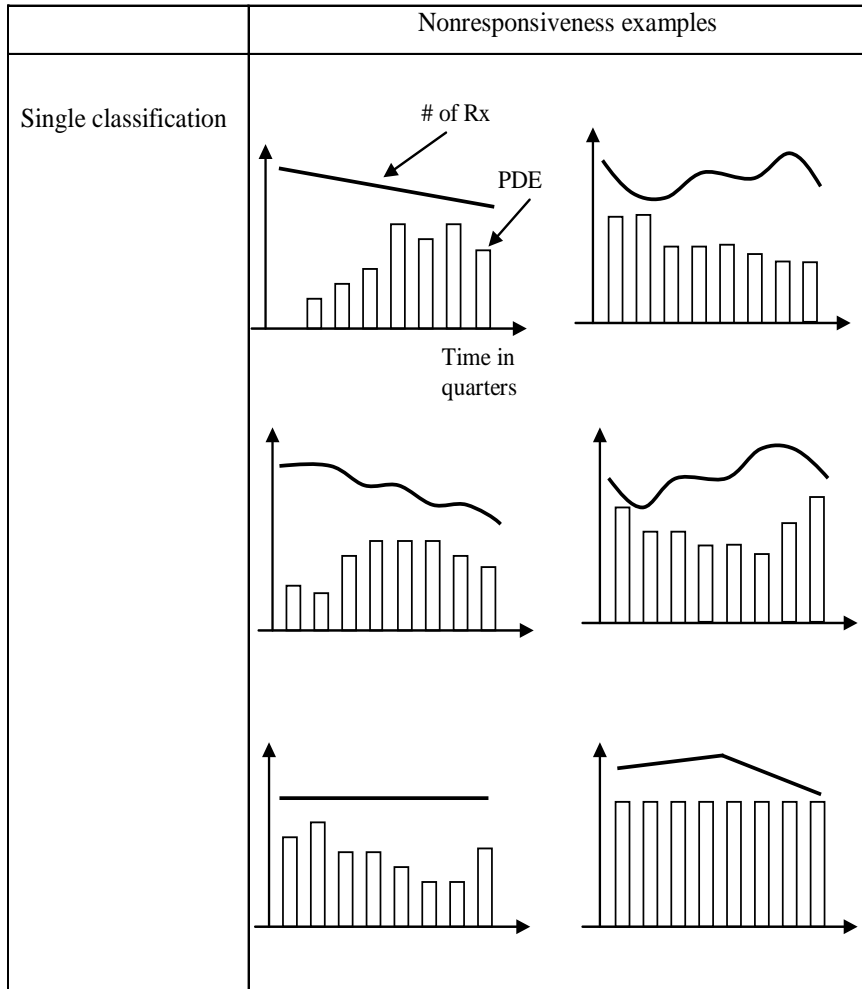 Nonresponsiveness examples
Single classification
# of Rx
PDE
Time in
quarters